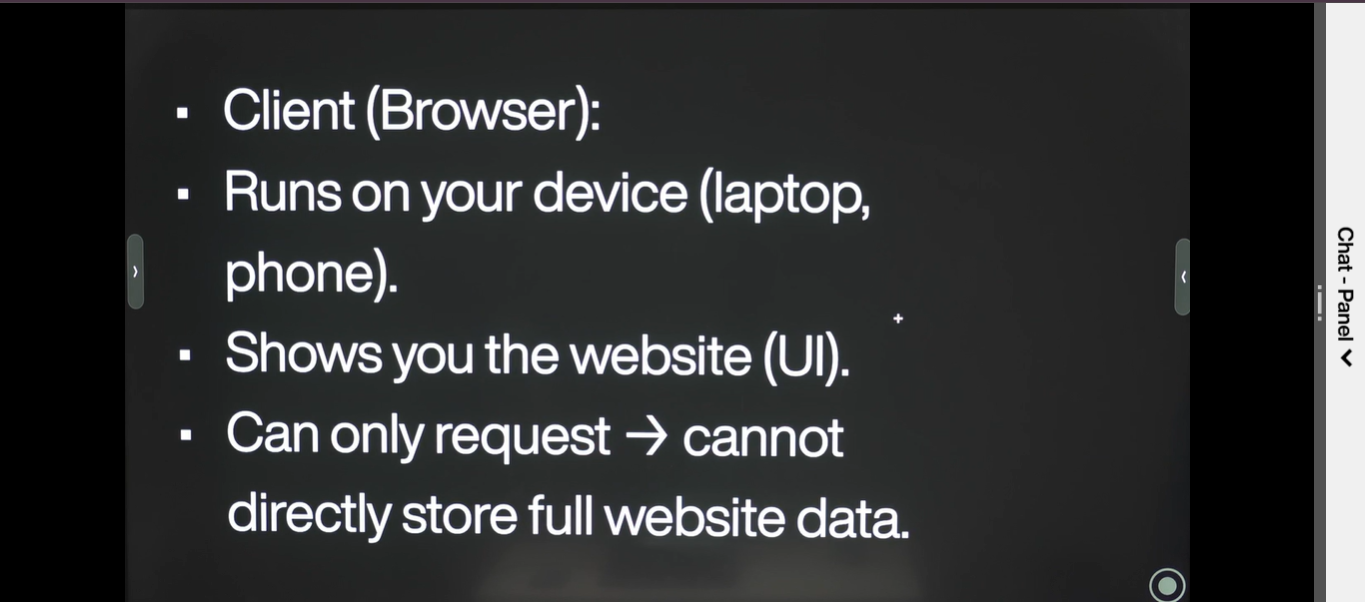 ▪ Client (Browser):
▪ Runs on your device (laptop,
phone).
▪ Shows you the website (UI).
▪ Can only request → cannot
directly store full website data.
Chat - Panel